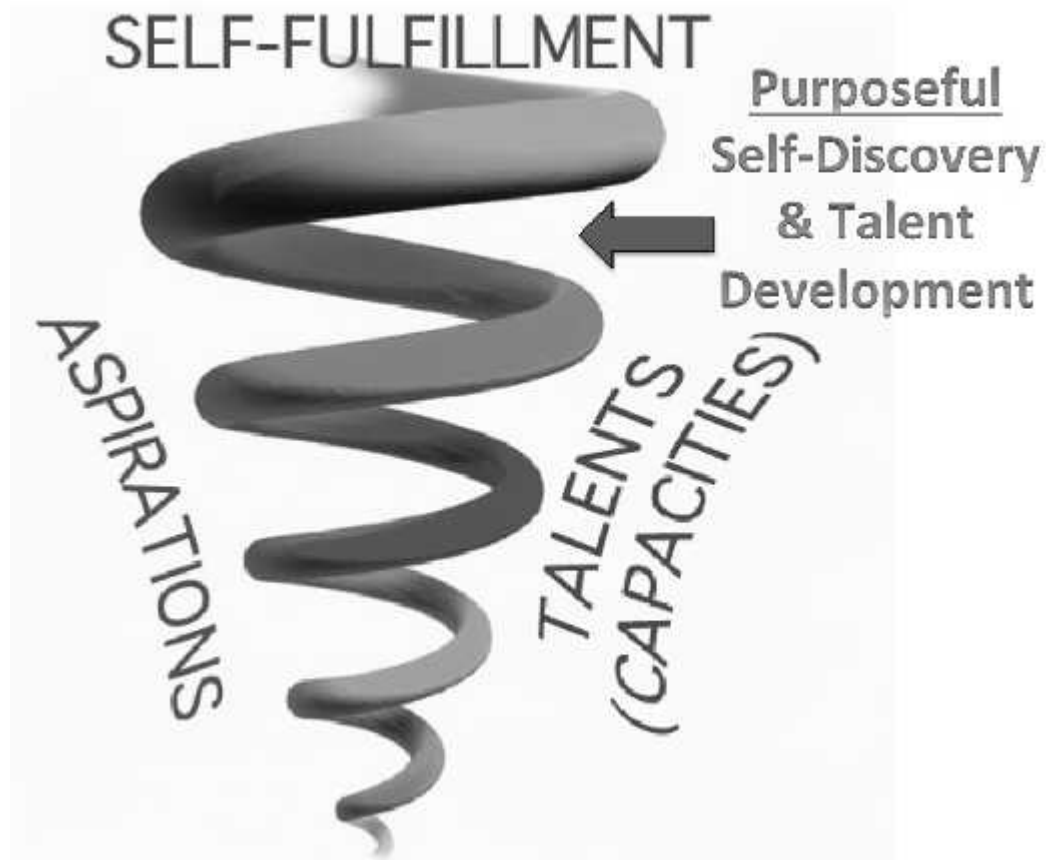 SELF-FULFILLMENT
Purposeful
Self-Discovery
& Talent
Development
ASPIRATIONS
TALENTS
(CAPACITIES)